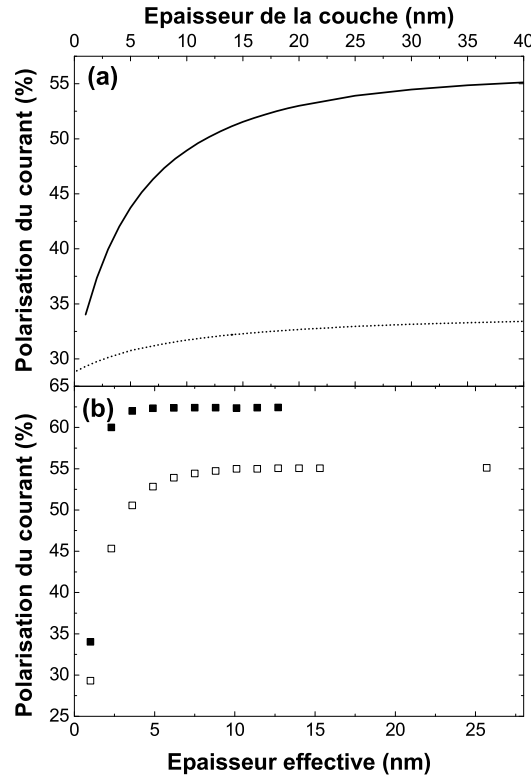 Epaisseur de la couche (nm)
0 5 10 15 20 25 30 35 40
(a)
Polarisation du courant (%)
55
50
45
40
35
30
65
(b)
Polarisation du courant (%)
60
55
50
45
40
35
30
25
0 5 10 15 20 25
Epaisseur effective (nm)